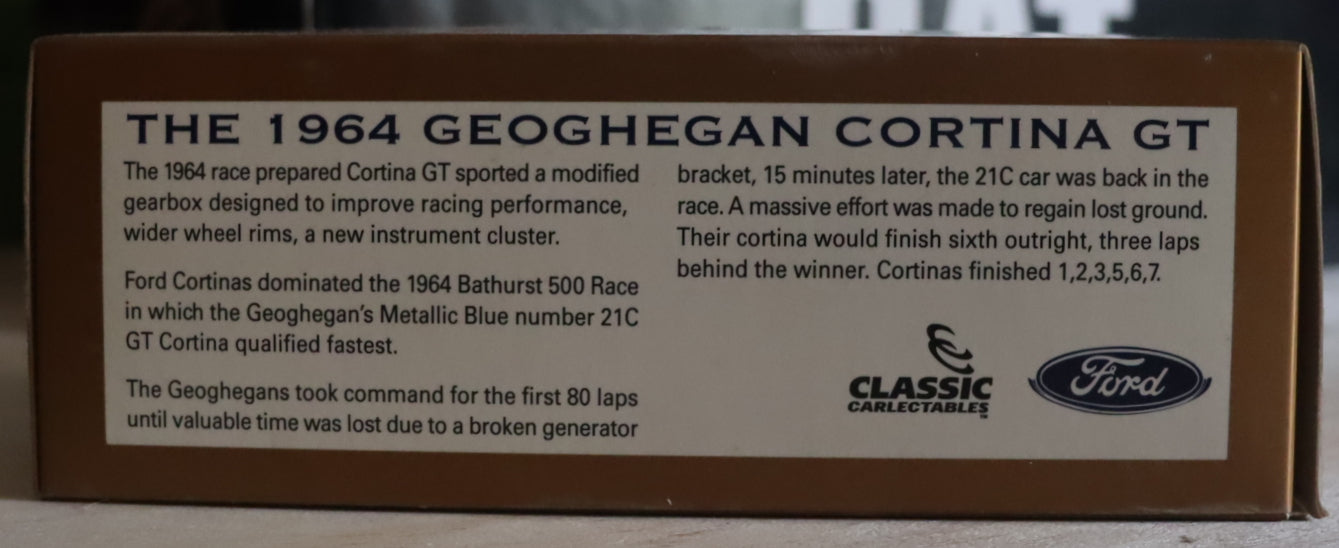 THE 1964 GEOGHEGAN CORTINA GT
The 1964 race prepared Cortina GT sported a modified
gearbox designed to improve racing performance,
wider wheel rims, a new instrument cluster.
Ford Cortinas dominated the 1964 Bathurst 500 Race
in which the Geoghegan's Metallic Blue number 21C
GT Cortina qualified fastest.
The Geoghegans took command for the first 80 laps
until valuable time was lost due to a broken generator
bracket, 15 minutes later, the 21C car was back in the
race. A massive effort was made to regain lost ground.
Their cortina would finish sixth outright, three laps
behind the winner. Cortinas finished 1,2,3,5,6,7.
CLASSIC
CARLECTABLES™
Ford